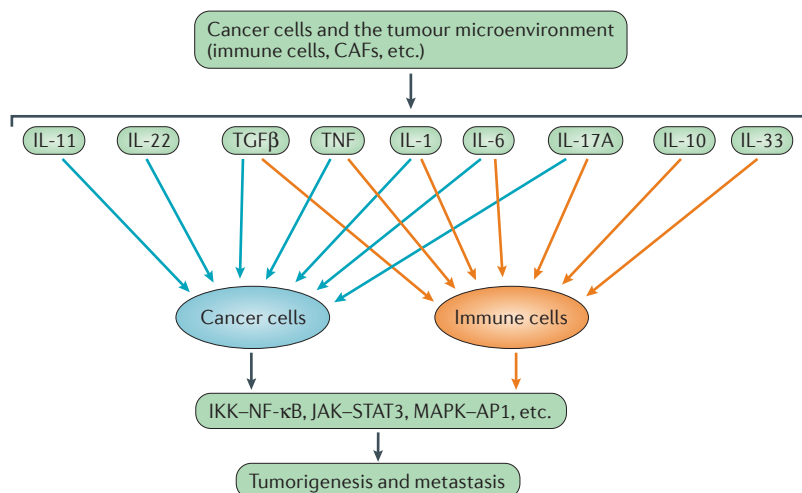 Cancer cells and the tumour microenvironment
(immune cells, CAFs, etc.)
IL-11 IL-22 TGFβ TNF IL-1 IL-6 IL-17A IL-10 IL-33
Cancer cells Immune cells
IKK–NF-κB, JAK–STAT3, MAPK–AP1, etc.
Tumorigenesis and metastasis